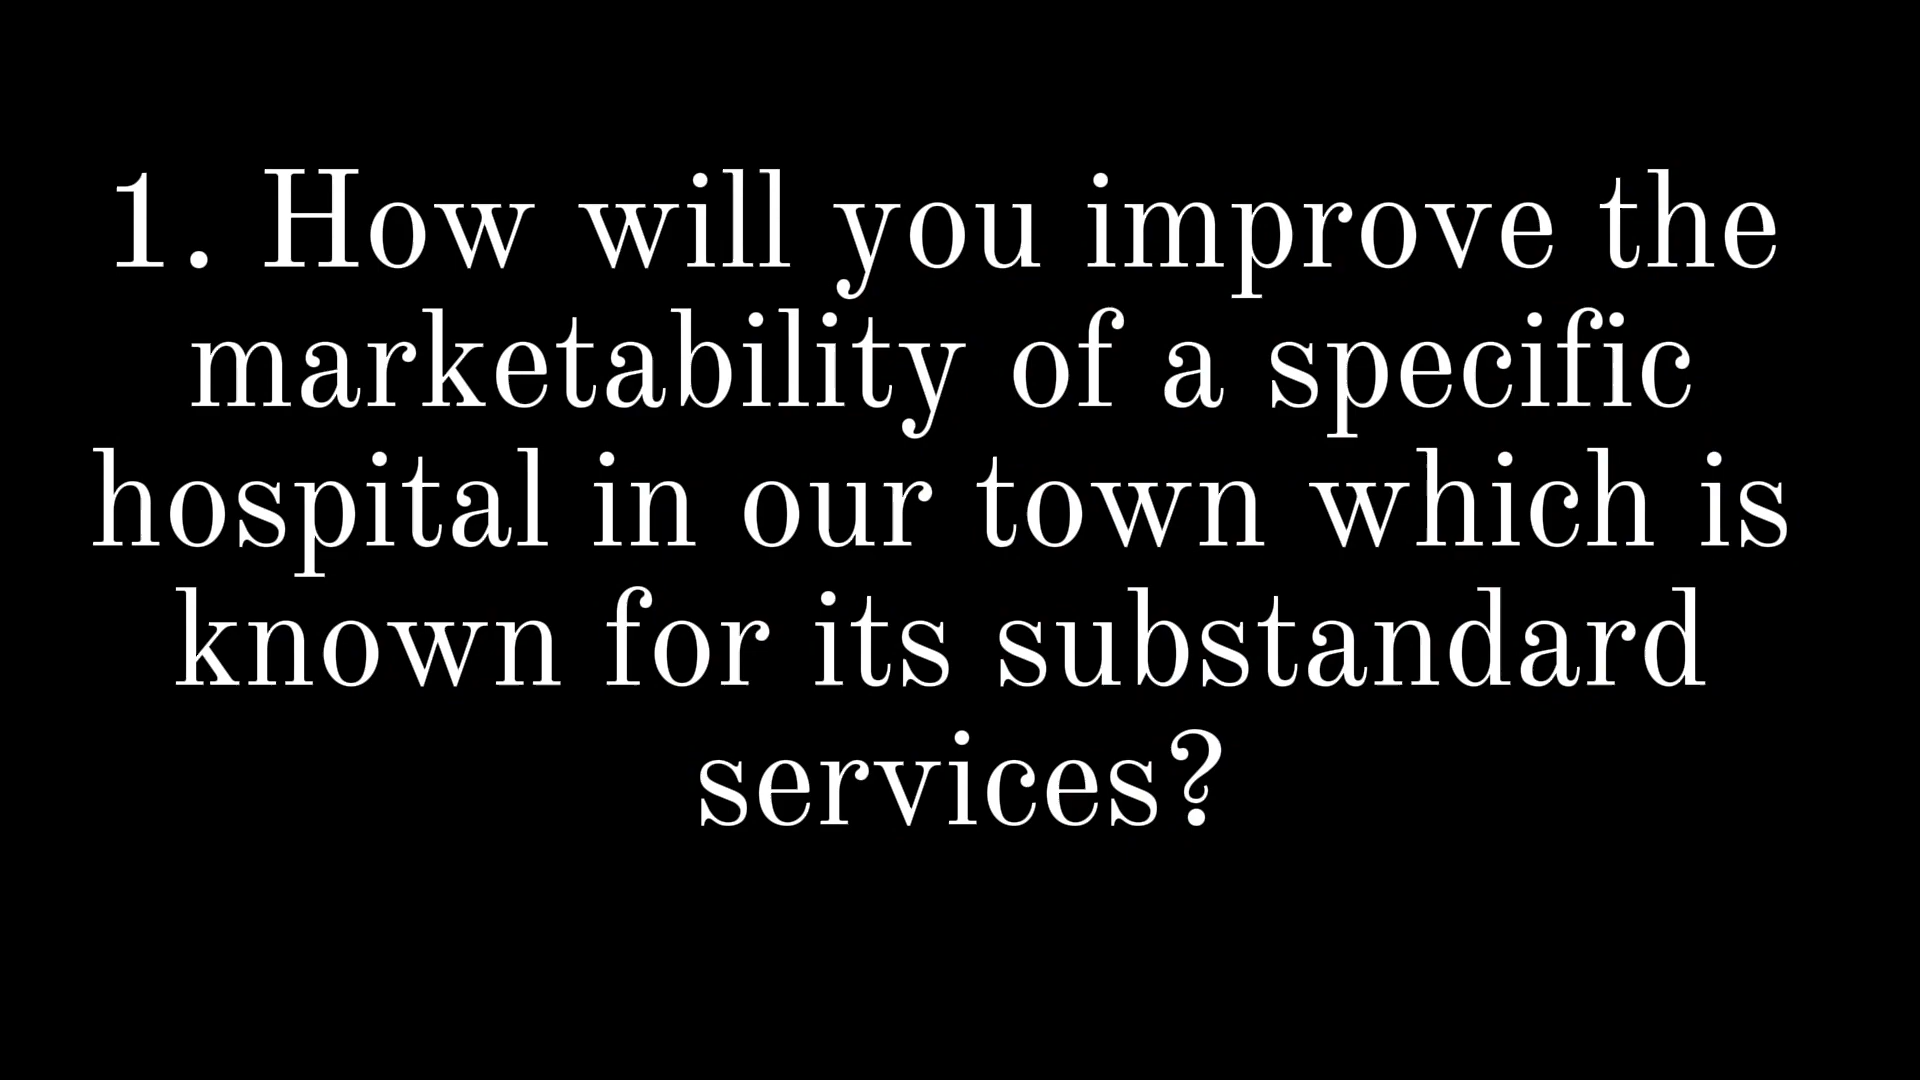 1. How will you improve the
marketability of a specific
hospital in our town which is
known for its substandard
services?